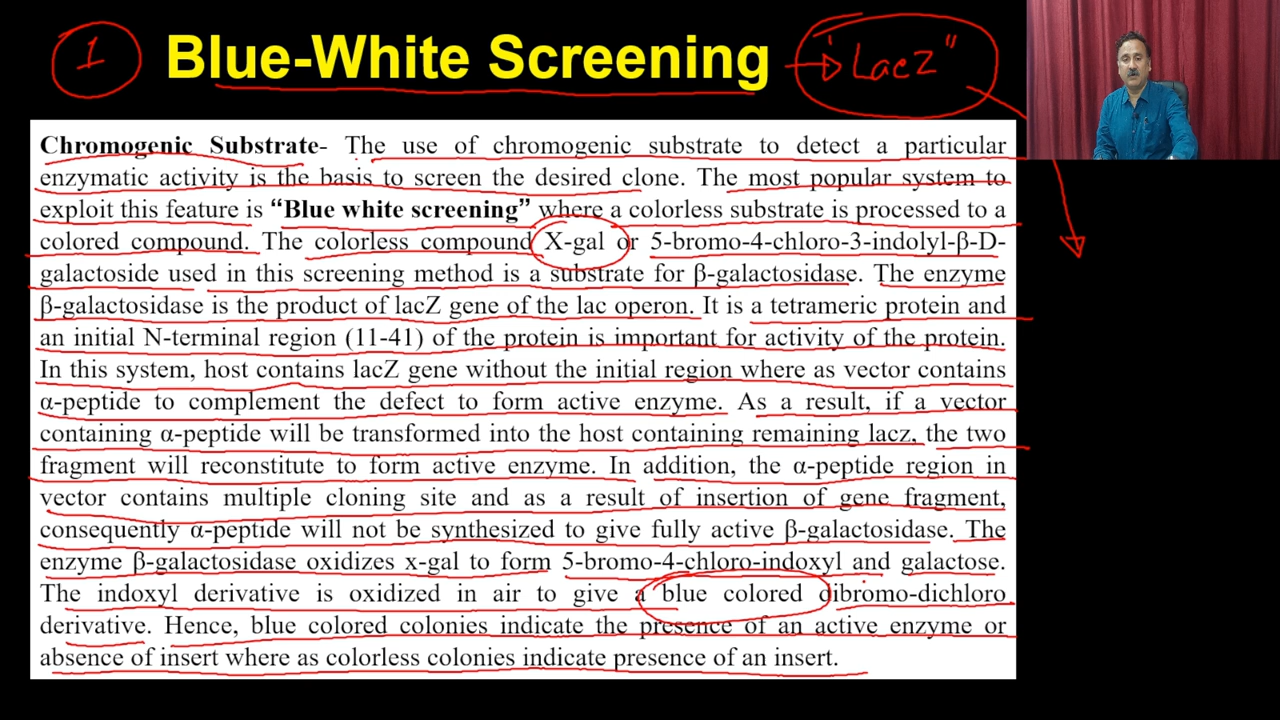 1
Blue-White Screening
"LacZ"
Chromogenic Substrate- The use of chromogenic substrate to detect a particular
enzymatic activity is the basis to screen the desired clone. The most popular system to
exploit this feature is “Blue white screening” where a colorless substrate is processed to a
colored compound. The colorless compound X-gal or 5-bromo-4-chloro-3-indolyl-β-D-
galactoside used in this screening method is a substrate for β-galactosidase. The enzyme
β-galactosidase is the product of lacZ gene of the lac operon. It is a tetrameric protein and
an initial N-terminal region (11-41) of the protein is important for activity of the protein.
In this system, host contains lacZ gene without the initial region where as vector contains
α-peptide to complement the defect to form active enzyme. As a result, if a vector
containing α-peptide will be transformed into the host containing remaining lacz, the two
fragment will reconstitute to form active enzyme. In addition, the α-peptide region in
vector contains multiple cloning site and as a result of insertion of gene fragment,
consequently α-peptide will not be synthesized to give fully active β-galactosidase. The
enzyme β-galactosidase oxidizes x-gal to form 5-bromo-4-chloro-indoxyl and galactose.
The indoxyl derivative is oxidized in air to give a blue colored dibromo-dichloro
derivative. Hence, blue colored colonies indicate the presence of an active enzyme or
absence of insert where as colorless colonies indicate presence of an insert.